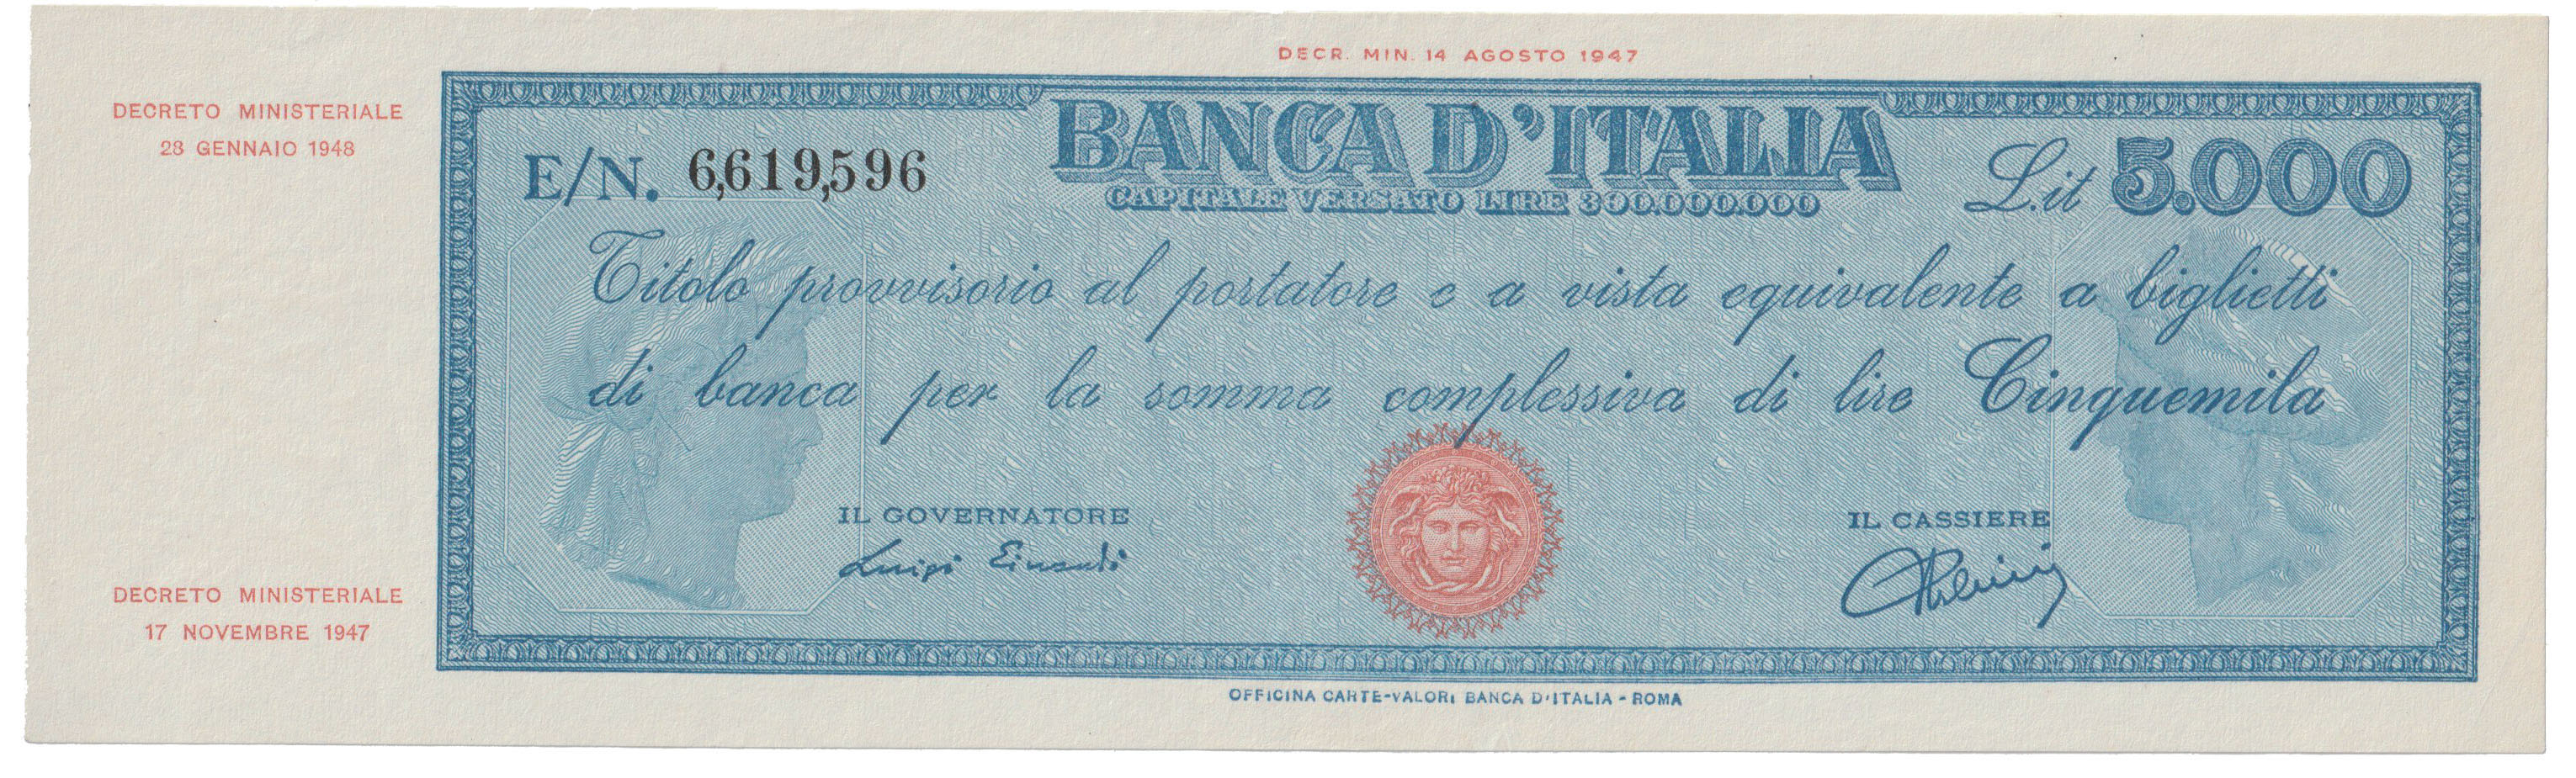 DECR. MIN. 14 AGOSTO 1947
DECRETO MINISTERIALE
28 GENNAIO 1948
BANCA D'ITALIA
CAPITALE VERSATO LIRE 300.000.000
E/N. 6,619,596
Lit 5.000
Titolo provvisorio al portatore e a vista equivalente a biglietti
di banca per la somma complessiva di lire Cinquemila
IL GOVERNATORE
Luigi Einaudi
IL CASSIERE
DECRETO MINISTERIALE
17 NOVEMBRE 1947
OFFICINA CARTE-VALORI BANCA D'ITALIA - ROMA